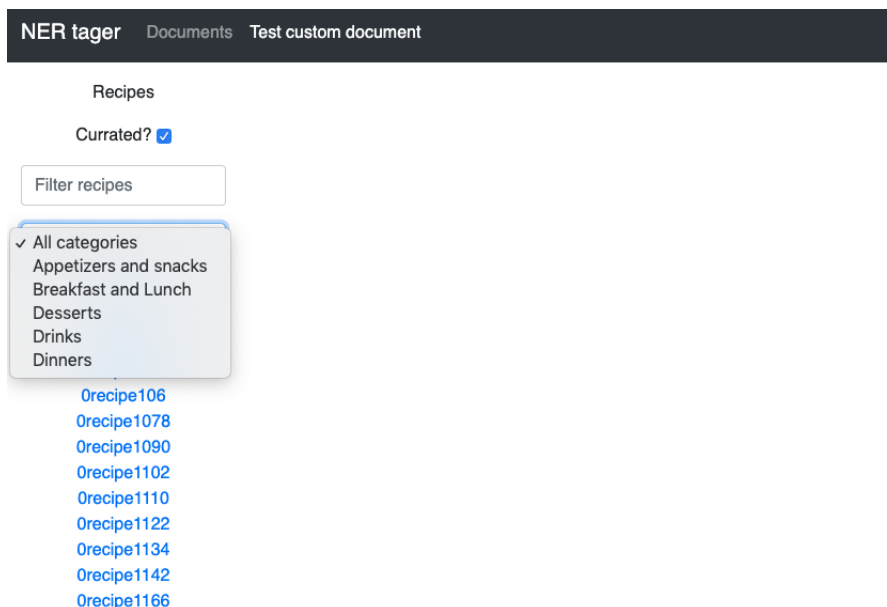 NER tager Documents Test custom document
Recipes
Currated?
Filter recipes
✓ All categories
Appetizers and snacks
Breakfast and Lunch
Desserts
Drinks
Dinners
0recipe106
0recipe1078
0recipe1090
0recipe1102
0recipe1110
0recipe1122
0recipe1134
0recipe1142
0recipe1166